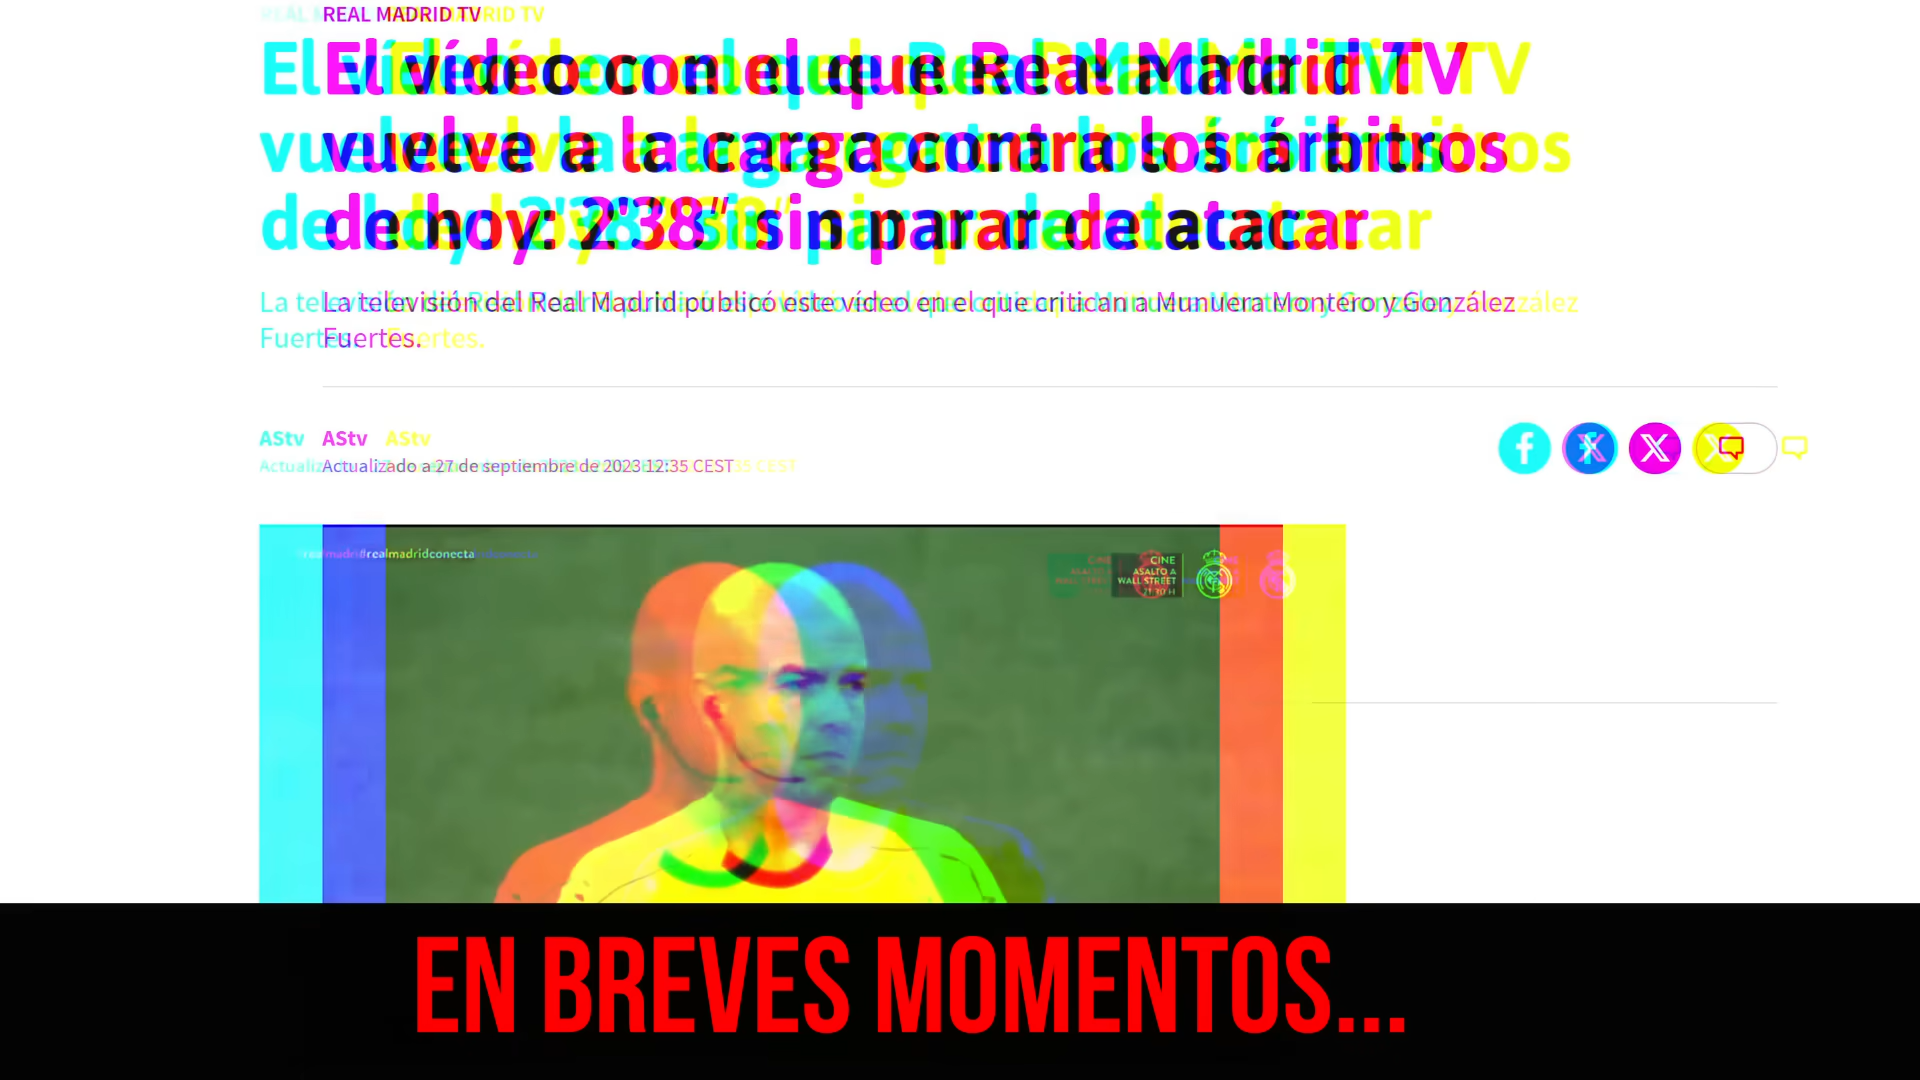 REAL MADRID TV
El vídeo con el que Real Madrid TV
vuelve a la carga contra los árbitros
de hoy: 2'38″ sin parar de atacar
La televisión del Real Madrid publicó este vídeo en el que critican a Munuera Montero y González
Fuertes.
AStv
Actualizado a 27 de septiembre de 2023 12:35 CEST
#realmadridconecta
CINE
ASALTO A
WALL STREET
EN BREVES MOMENTOS...